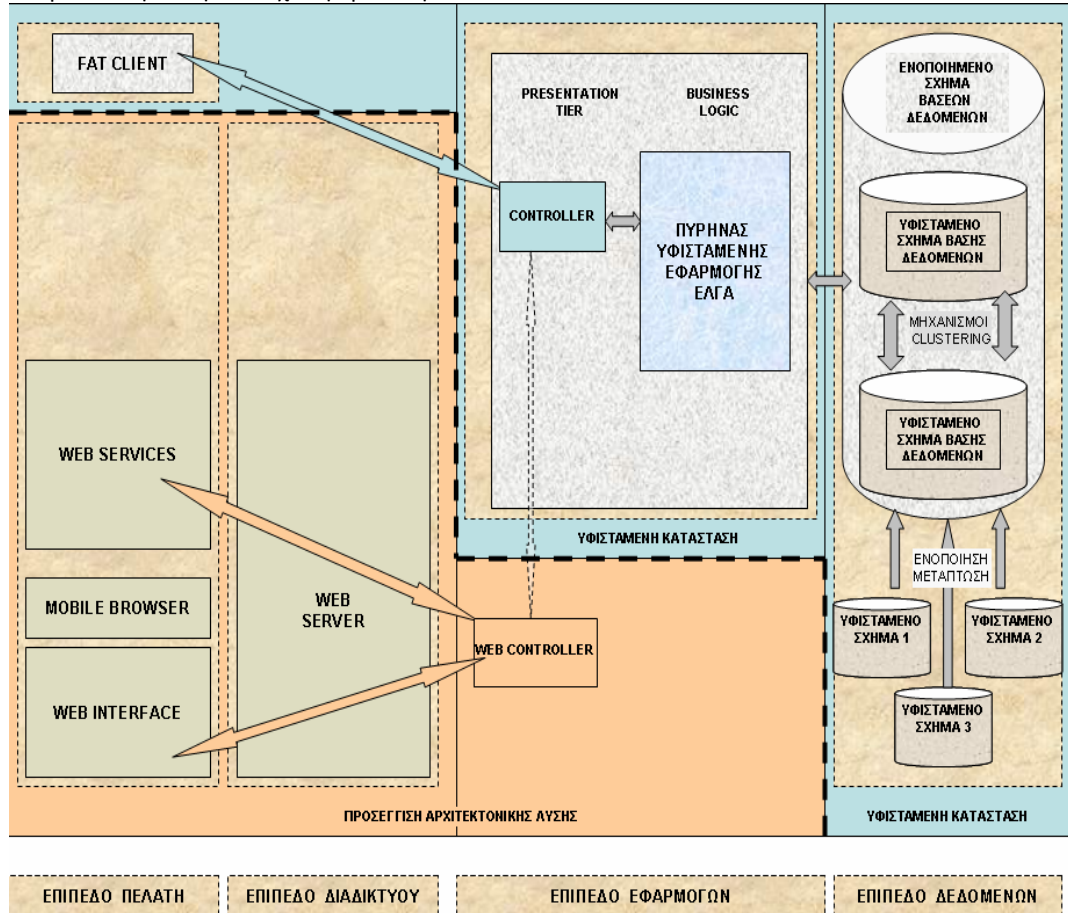 FAT CLIENT
PRESENTATION
TIER
BUSINESS
LOGIC
CONTROLLER
ΠΥΡΗΝΑΣ
ΥΦΙΣΤΑΜΕΝΗΣ
ΕΦΑΡΜΟΓΗΣ
ΕΛΓΑ
ΕΝΟΠΟΙΗΜΕΝΟ
ΣΧΗΜΑ
ΒΑΣΕΩΝ
ΔΕΔΟΜΕΝΩΝ
ΥΦΙΣΤΑΜΕΝΟ
ΣΧΗΜΑ ΒΑΣΗΣ
ΔΕΔΟΜΕΝΩΝ
ΜΗΧΑΝΙΣΜΟΙ
CLUSTERING
ΥΦΙΣΤΑΜΕΝΟ
ΣΧΗΜΑ ΒΑΣΗΣ
ΔΕΔΟΜΕΝΩΝ
WEB SERVICES
MOBILE BROWSER
WEB INTERFACE
WEB
SERVER
ΥΦΙΣΤΑΜΕΝΗ ΚΑΤΑΣΤΑΣΗ
WEB CONTROLLER
ΕΝΟΠΟΙΗΣΗ
ΜΕΤΑΠΤΩΣΗ
ΥΦΙΣΤΑΜΕΝΟ
ΣΧΗΜΑ 1
ΥΦΙΣΤΑΜΕΝΟ
ΣΧΗΜΑ 2
ΥΦΙΣΤΑΜΕΝΟ
ΣΧΗΜΑ 3
ΠΡΟΣΕΓΓΙΣΗ ΑΡΧΙΤΕΚΤΟΝΙΚΗΣ ΛΥΣΗΣ
ΥΦΙΣΤΑΜΕΝΗ ΚΑΤΑΣΤΑΣΗ
ΕΠΙΠΕΔΟ ΠΕΛΑΤΗ
ΕΠΙΠΕΔΟ ΔΙΑΔΙΚΤΥΟΥ
ΕΠΙΠΕΔΟ ΕΦΑΡΜΟΓΩΝ
ΕΠΙΠΕΔΟ ΔΕΔΟΜΕΝΩΝ